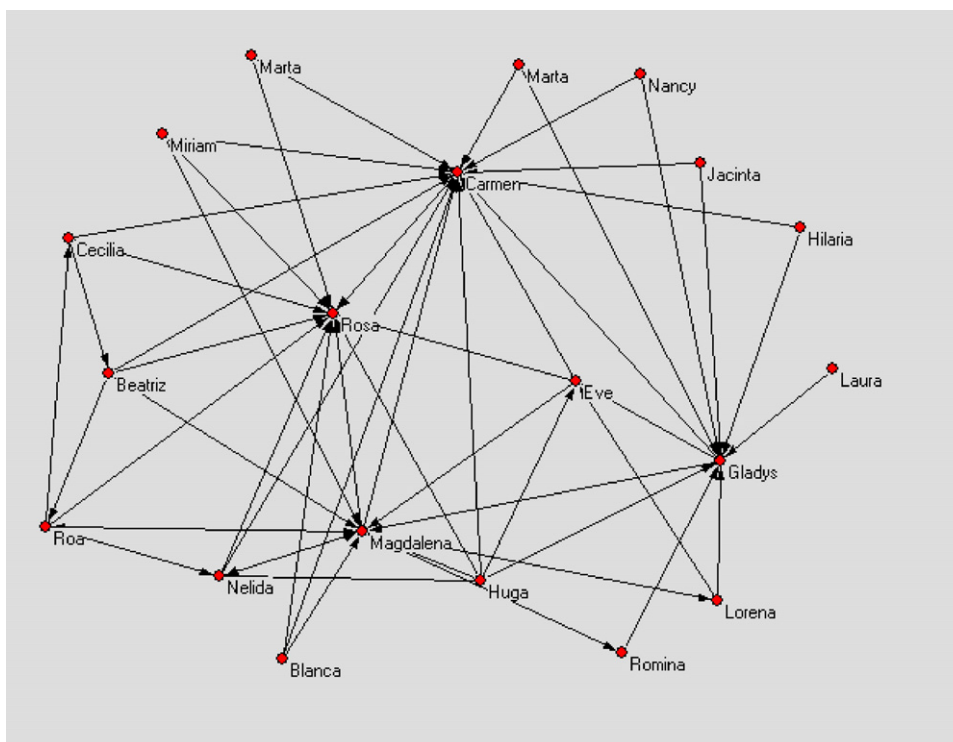 Marta
Marta
Nancy
Miriam
Jacinta
Carmen
Hilaria
Cecilia
Rosa
Beatriz
Eve
Laura
Gladys
Roa
Magdalena
Nelida
Huga
Lorena
Blanca
Romina